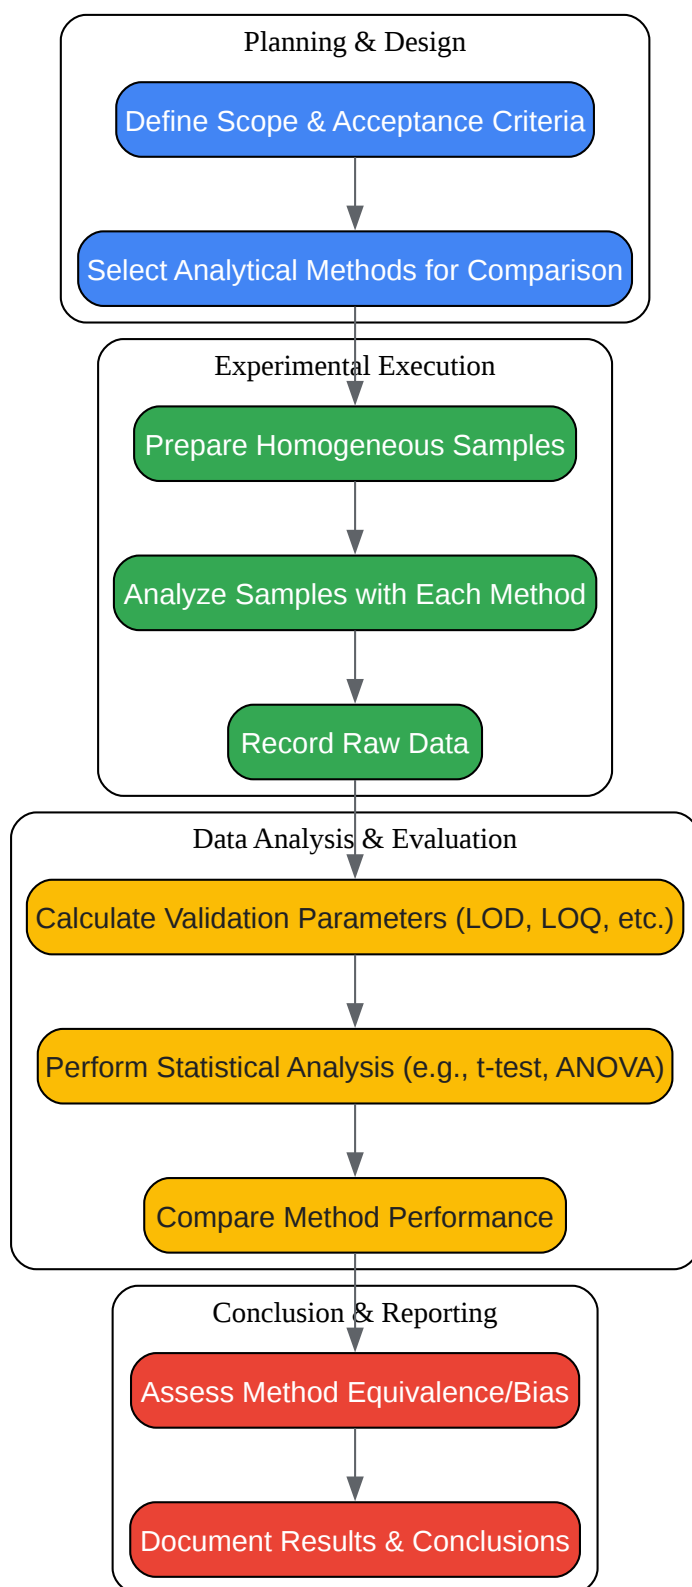 Planning & Design
Define Scope & Acceptance Criteria
Select Analytical Methods for Comparison
Experimental Execution
Prepare Homogeneous Samples
Analyze Samples with Each Method
Record Raw Data
Data Analysis & Evaluation
Calculate Validation Parameters (LOD, LOQ, etc.)
Perform Statistical Analysis (e.g., t-test, ANOVA)
Compare Method Performance
Conclusion & Reporting
Assess Method Equivalence/Bias
Document Results & Conclusions